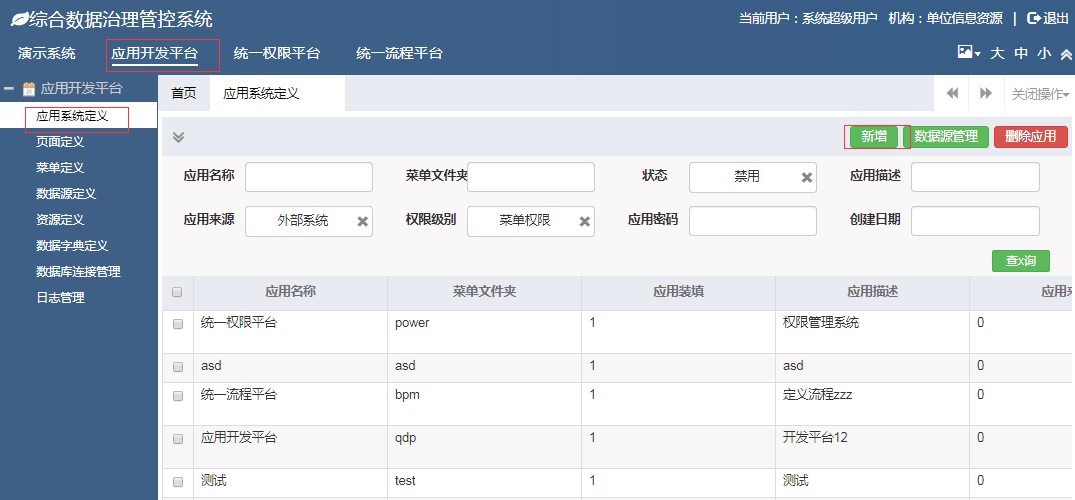 综合数据治理管控系统
当前用户：系统超级用户 机构：单位信息资源 | 退出
演示系统 应用开发平台 统一权限平台 统一流程平台
大 中 小
应用开发平台
应用系统定义
页面定义
菜单定义
数据源定义
资源定义
数据字典定义
数据库连接管理
日志管理
首页 应用系统定义 关闭操作
新增 数据源管理 删除应用
应用名称 菜单文件夹 状态 禁用 应用描述
应用来源 外部系统 权限级别 菜单权限 应用密码 创建日期
查x询
应用名称 菜单文件夹 应用装填 应用描述 应用来
统一权限平台 power 1 权限管理系统 0
asd asd 1 asd 0
统一流程平台 bpm 1 定义流程zzz 0
应用开发平台 qdp 1 开发平台12 0
测试 test 1 测试 0